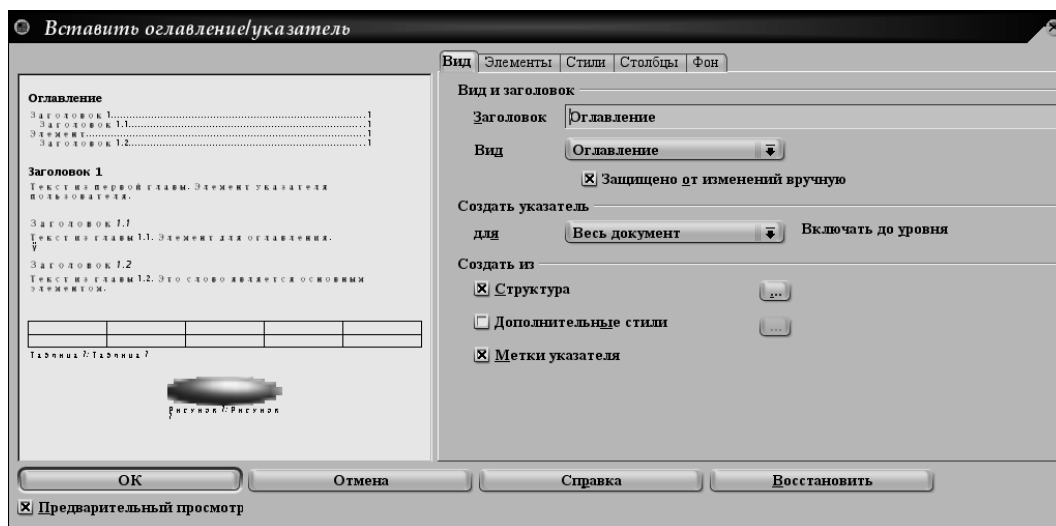 Вставить оглавление/указатель
Оглавление
Заголовок 1..........1
Заголовок 1.1..........1
Элемент..........1
Заголовок 1.2..........1
Заголовок 1
Текст из первой главы. Элемент указателя
пользователя.
Заголовок 1.1
Текст из главы 1.1. Элемент для оглавления.
Заголовок 1.2
Текст из главы 1.2. Это слово является основным
элементом.
Таблица ?: Таблица ?
Рисунок ?: Рисунок
?
Вид Элементы Стили Столбцы Фон
Вид и заголовок
Заголовок Оглавление
Вид Оглавление
Защищено от изменений вручную
Создать указатель
для Весь документ Включать до уровня
Создать из
Структура ...
Дополнительные стили ...
Метки указателя
ОК Отмена Справка Восстановить
Предварительный просмотр